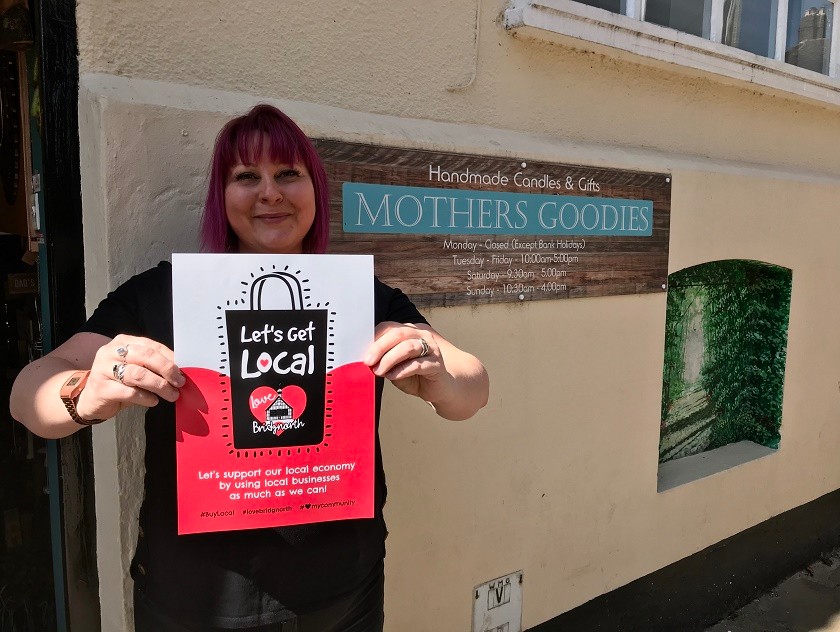 Handmade Candles & Gifts
MOTHERS GOODIES
Monday - Closed (Except Bank Holidays)
Tuesday - Friday - 10:00am-5:00pm
Saturday - 9:30am - 5:00pm
Sunday - 10:30am - 4:00pm
Let's Get
Local
love
Bridgnorth
Let's support our local economy
by using local businesses
as much as we can!
#BuyLocal #lovebridgnorth #♥mycommunity
V